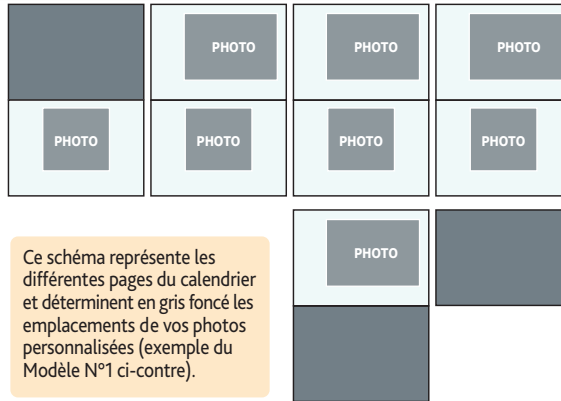 PHOTO PHOTO PHOTO
PHOTO PHOTO PHOTO PHOTO
PHOTO
Ce schéma représente les
différentes pages du calendrier
et déterminent en gris foncé les
emplacements de vos photos
personnalisées (exemple du
Modèle N°1 ci-contre).